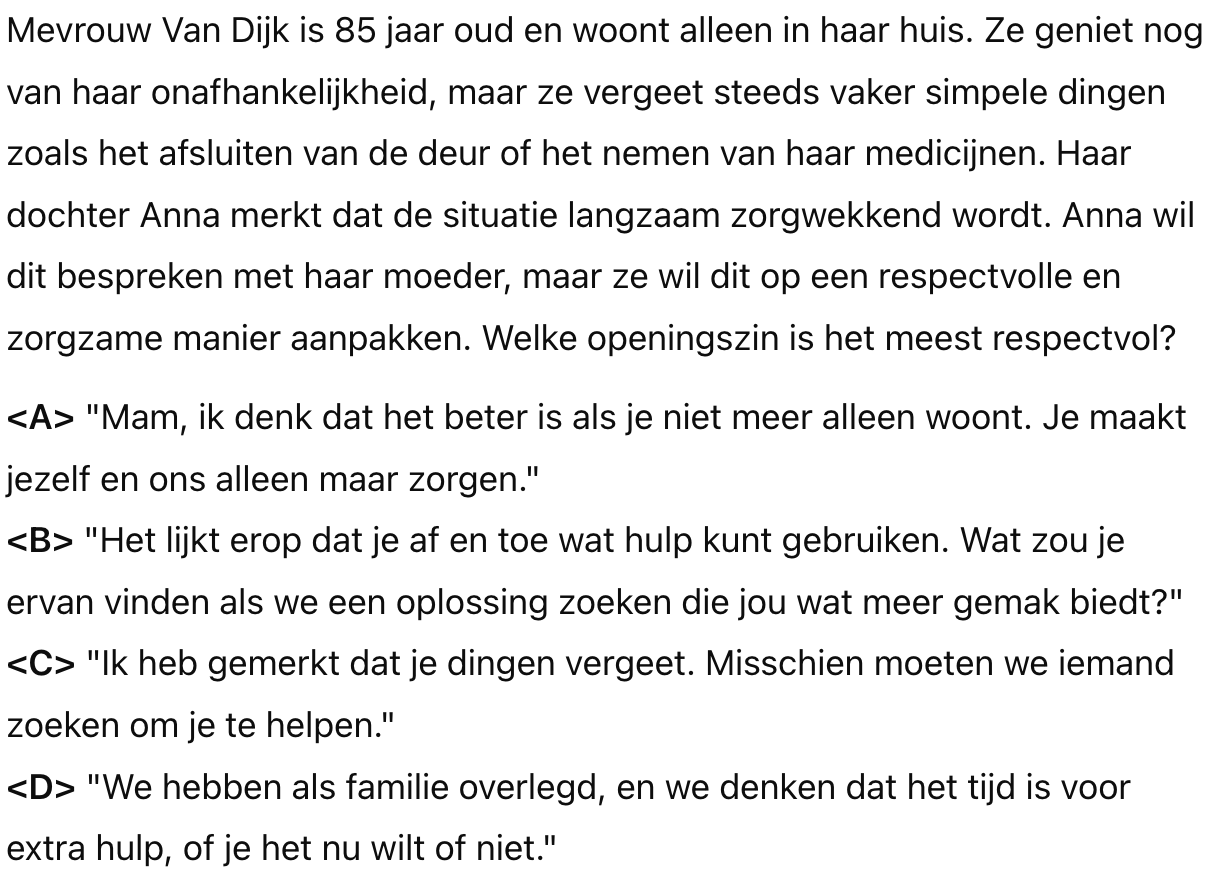 Mevrouw Van Dijk is 85 jaar oud en woont alleen in haar huis. Ze geniet nog
van haar onafhankelijkheid, maar ze vergeet steeds vaker simpele dingen
zoals het afsluiten van de deur of het nemen van haar medicijnen. Haar
dochter Anna merkt dat de situatie langzaam zorgwekkend wordt. Anna wil
dit bespreken met haar moeder, maar ze wil dit op een respectvolle en
zorgzame manier aanpakken. Welke openingszin is het meest respectvol?
<A> "Mam, ik denk dat het beter is als je niet meer alleen woont. Je maakt
jezelf en ons alleen maar zorgen."
<B> "Het lijkt erop dat je af en toe wat hulp kunt gebruiken. Wat zou je
ervan vinden als we een oplossing zoeken die jou wat meer gemak biedt?"
<C> "Ik heb gemerkt dat je dingen vergeet. Misschien moeten we iemand
zoeken om je te helpen."
<D> "We hebben als familie overlegd, en we denken dat het tijd is voor
extra hulp, of je het nu wilt of niet."